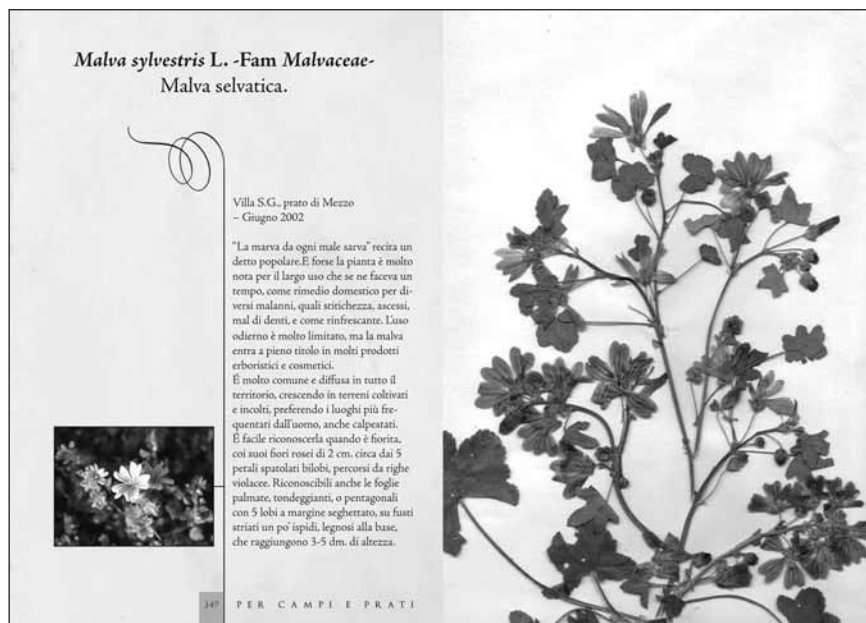 Malva sylvestris L. -Fam Malvaceae-
Malva selvatica.
Villa S.G., prato di Mezzo
– Giugno 2002
"La marva da ogni male sarva" recita un
detto popolare.E forse la pianta è molto
nota per il largo uso che se ne faceva un
tempo, come rimedio domestico per di-
versi malanni, quali stitichezza, ascessi,
mal di denti, e come rinfrescante. L'uso
odierno è molto limitato, ma la malva
entra a pieno titolo in molti prodotti
erboristici e cosmetici.
É molto comune e diffusa in tutto il
territorio, crescendo in terreni coltivati
e incolti, preferendo i luoghi più fre-
quentati dall'uomo, anche calpestati.
É facile riconoscerla quando è fiorita,
coi suoi fiori rosei di 2 cm. circa dai 5
petali spatolati bilobi, percorsi da righe
violacee. Riconoscibili anche le foglie
palmate, tondeggianti, o pentagonali
con 5 lobi a margine seghettato, su fusti
striati un po' ispidi, legnosi alla base,
che raggiungono 3-5 dm. di altezza.
347 PER CAMPI E PRATI